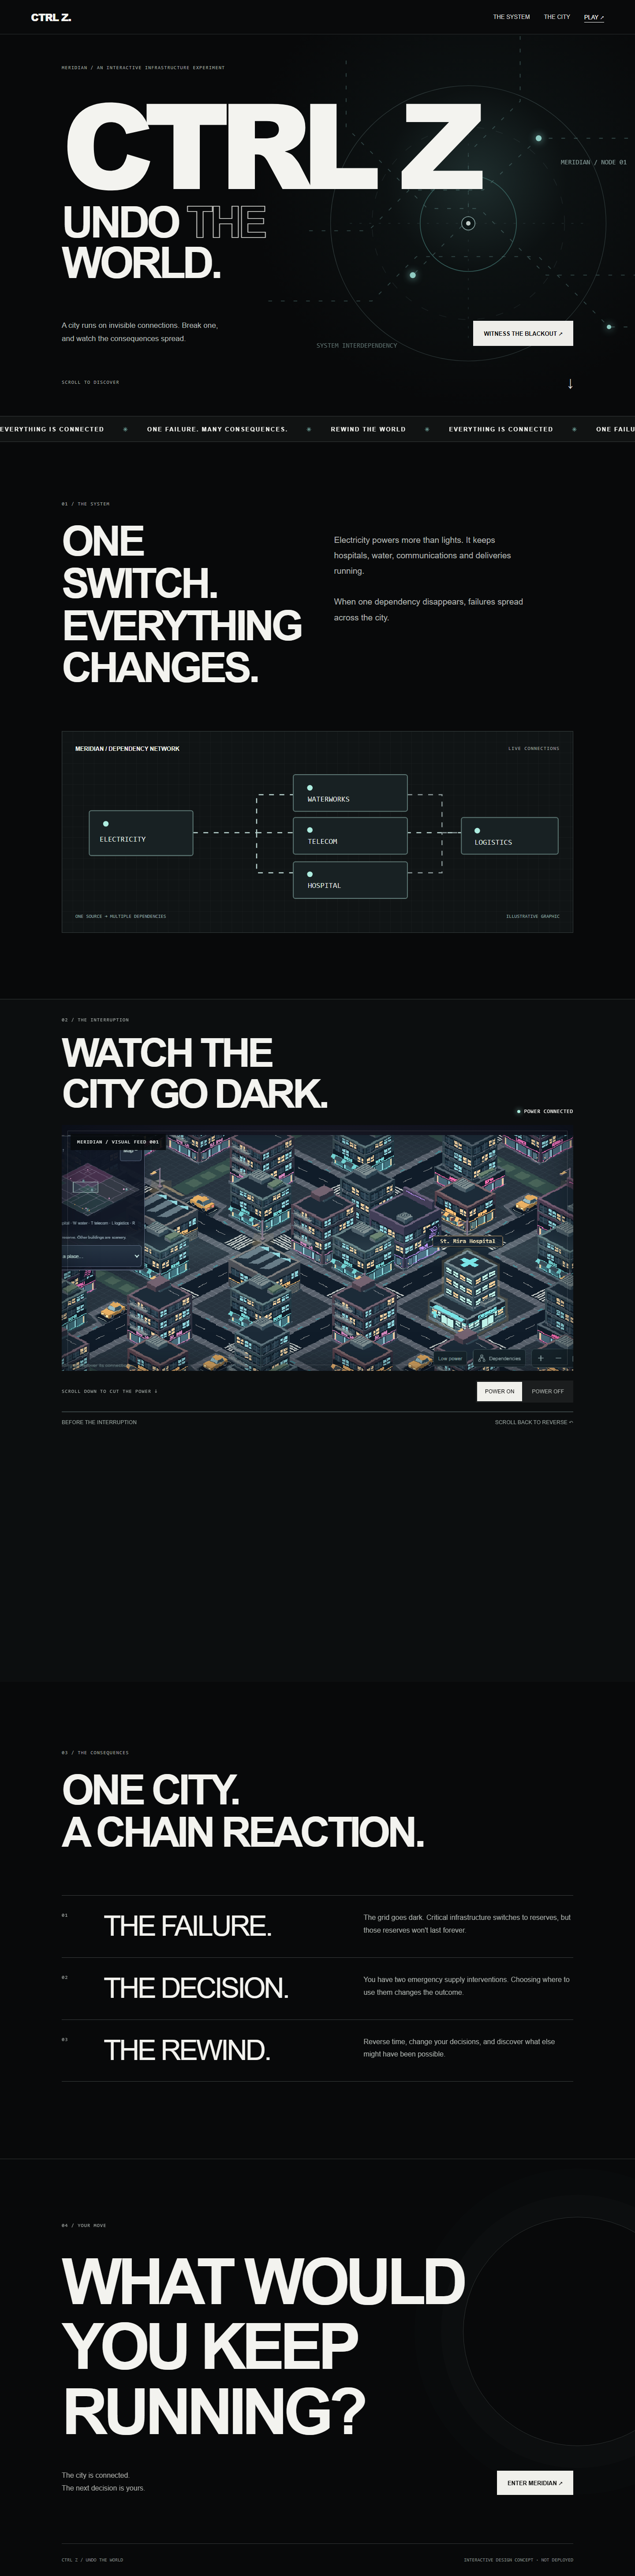 CTRL Z.
THE SYSTEM
THE CITY
PLAY ↗
MERIDIAN / AN INTERACTIVE INFRASTRUCTURE EXPERIMENT
CTRL Z
MERIDIAN / NODE 01
UNDO THE
WORLD.
A city runs on invisible connections. Break one,
and watch the consequences spread.
WITNESS THE BLACKOUT ↗
SYSTEM INTERDEPENDENCY
SCROLL TO DISCOVER
↓
EVERYTHING IS CONNECTED ONE FAILURE. MANY CONSEQUENCES. REWIND THE WORLD EVERYTHING IS CONNECTED ONE FAILU
01 / THE SYSTEM
ONE
SWITCH.
EVERYTHING
CHANGES.
Electricity powers more than lights. It keeps
hospitals, water, communications and deliveries
running.
When one dependency disappears, failures spread
across the city.
MERIDIAN / DEPENDENCY NETWORK
LIVE CONNECTIONS
ELECTRICITY
WATERWORKS
TELECOM
HOSPITAL
LOGISTICS
ONE SOURCE → MULTIPLE DEPENDENCIES
ILLUSTRATIVE GRAPHIC
02 / THE INTERRUPTION
WATCH THE
CITY GO DARK.
POWER CONNECTED
MERIDIAN / VISUAL FEED 001
St. Mira Hospital
Low power
Dependencies
+ −
SCROLL DOWN TO CUT THE POWER ↓
POWER ON
POWER OFF
BEFORE THE INTERRUPTION
SCROLL BACK TO REVERSE ↩
03 / THE CONSEQUENCES
ONE CITY.
A CHAIN REACTION.
01
THE FAILURE.
The grid goes dark. Critical infrastructure switches to reserves, but
those reserves won't last forever.
02
THE DECISION.
You have two emergency supply interventions. Choosing where to
use them changes the outcome.
03
THE REWIND.
Reverse time, change your decisions, and discover what else
might have been possible.
04 / YOUR MOVE
WHAT WOULD
YOU KEEP
RUNNING?
The city is connected.
The next decision is yours.
ENTER MERIDIAN ↗
CTRL Z / UNDO THE WORLD
INTERACTIVE DESIGN CONCEPT - NOT DEPLOYED